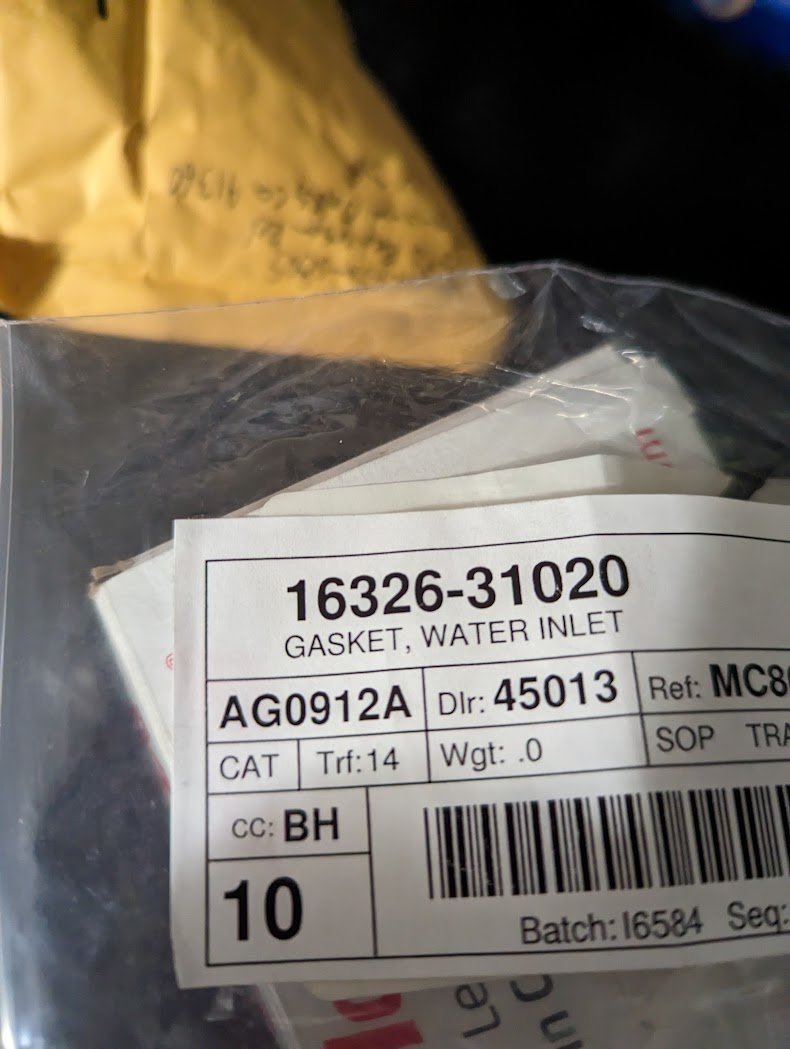 16326-31020
GASKET, WATER INLET
AG0912A Dlr: 45013 Ref:
CAT Trf: 14 Wgt: .0 SOP
CC: BH
10
Batch: I6584 Seq: